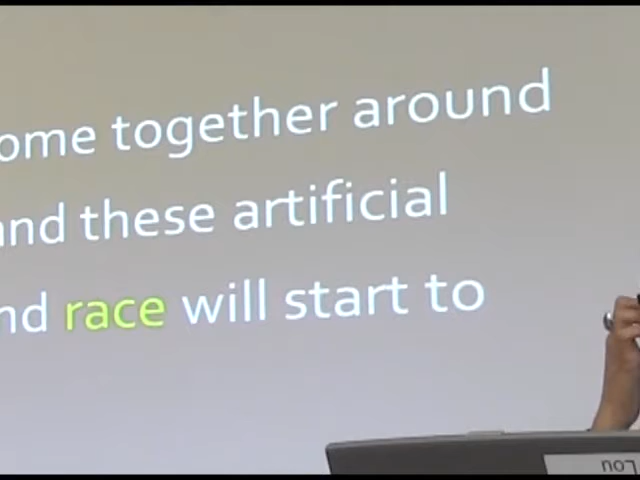 ome together around
nd these artificial
nd race will start to